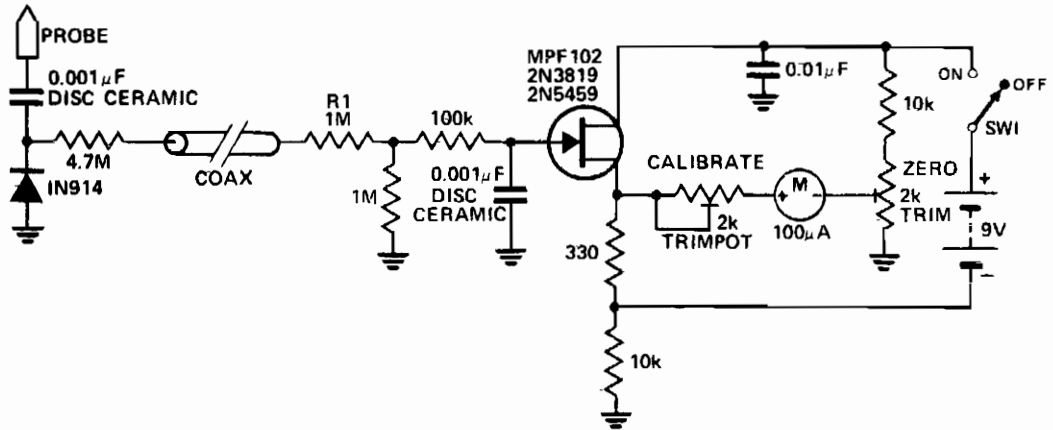 PROBE
0.001µF
DISC CERAMIC
4.7M
IN914
COAX
R1
1M
1M
100k
0.001µF
DISC
CERAMIC
MPF102
2N3819
2N5459
CALIBRATE
2k
TRIMPOT
330
10k
+ M −
100µA
0.01µF
10k
ZERO
2k
TRIM
ON
OFF
SWI
+
9V
−